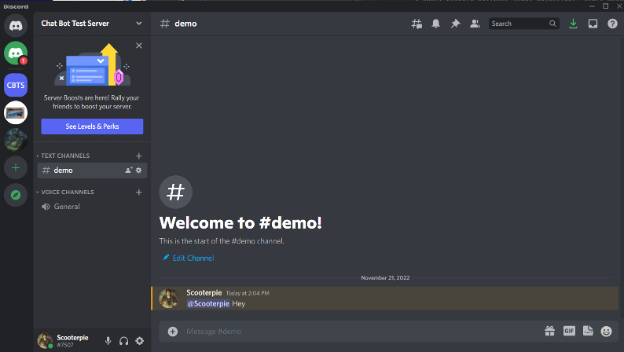 Discord
Chat Bot Test Server
demo
Search
1
CBTS
Server Boosts are here! Rally your
friends to boost your server.
See Levels & Perks
TEXT CHANNELS
# demo
VOICE CHANNELS
General
#
Welcome to #demo!
This is the start of the #demo channel.
Edit Channel
November 21, 2022
Scooterpie Today at 2:04 PM
@Scooterpie Hey
Scooterpie
#7507
Message #demo
GIF